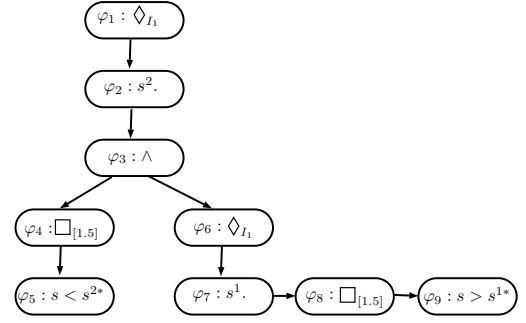 φ₁ : ◇_{I₁}
φ₂ : s².
φ₃ : ∧
φ₄ : □_{[1.5]} φ₆ : ◇_{I₁}
φ₅ : s < s²* φ₇ : s¹. φ₈ : □_{[1.5]} φ₉ : s > s¹*